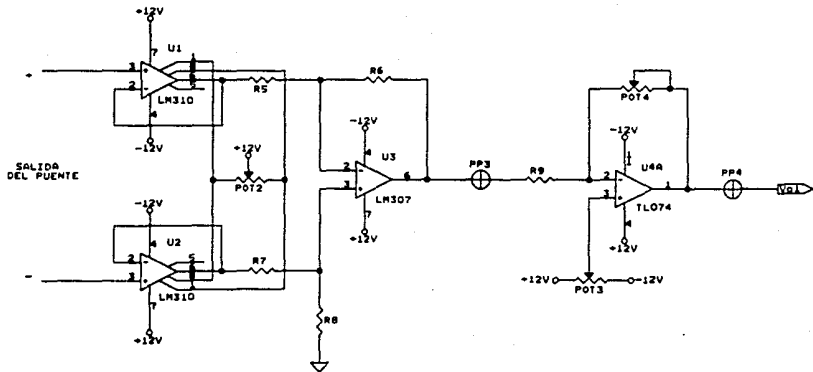 +12V
7
U1
+
3
2
6
LM310
4
-12V
R5
R6
SALIDA
DEL PUENTE
+12V
POT2
-12V
4
U2
2
3
5
LM310
-
7
+12V
R7
R8
-12V
4
U3
2
3
6
LM307
7
+12V
PP3
R9
POT4
-12V
U4A
2
3
1
TL074
4
+12V
+12V
POT3
-12V
PP4
Vo1